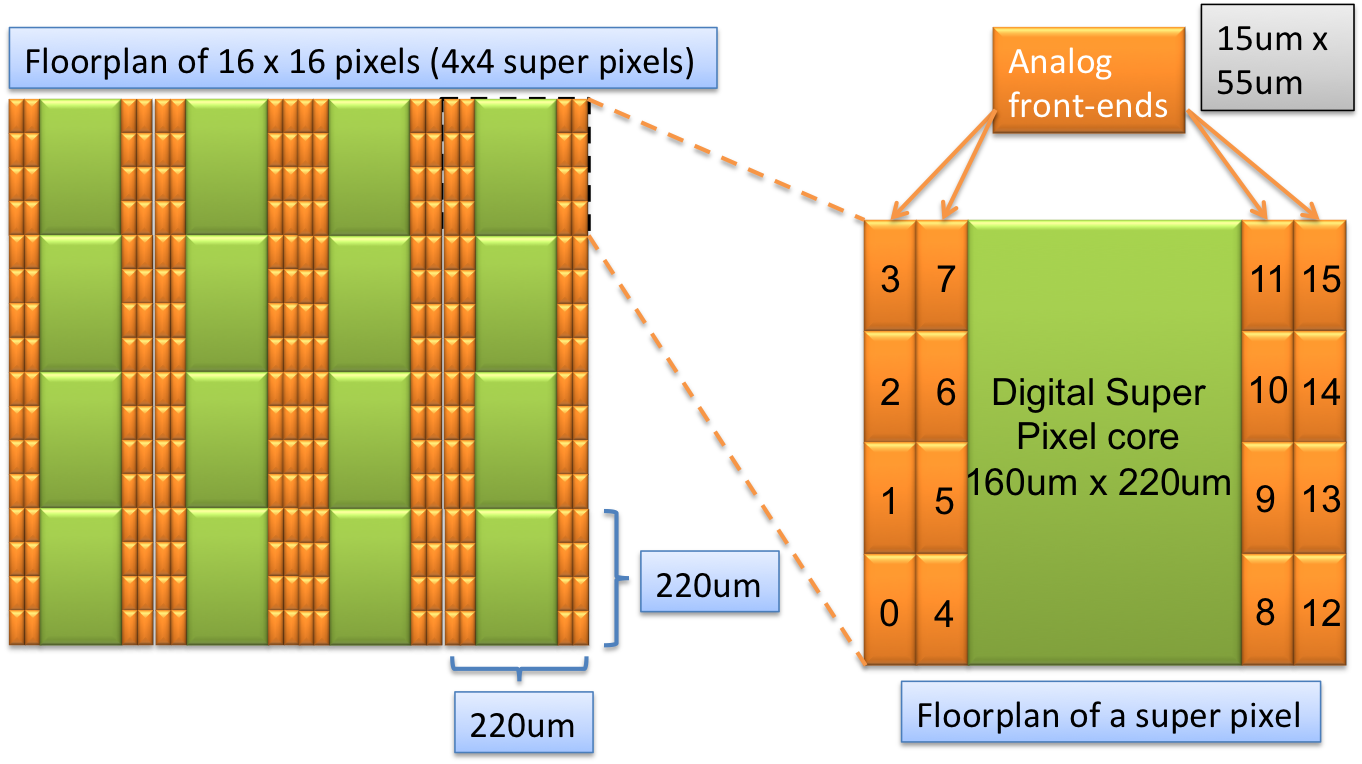 Floorplan of 16 x 16 pixels (4x4 super pixels)
Analog
front-ends
15um x
55um
3 7 11 15
2 6 10 14
Digital Super
Pixel core
160um x 220um
1 5 9 13
0 4 8 12
220um
220um
Floorplan of a super pixel